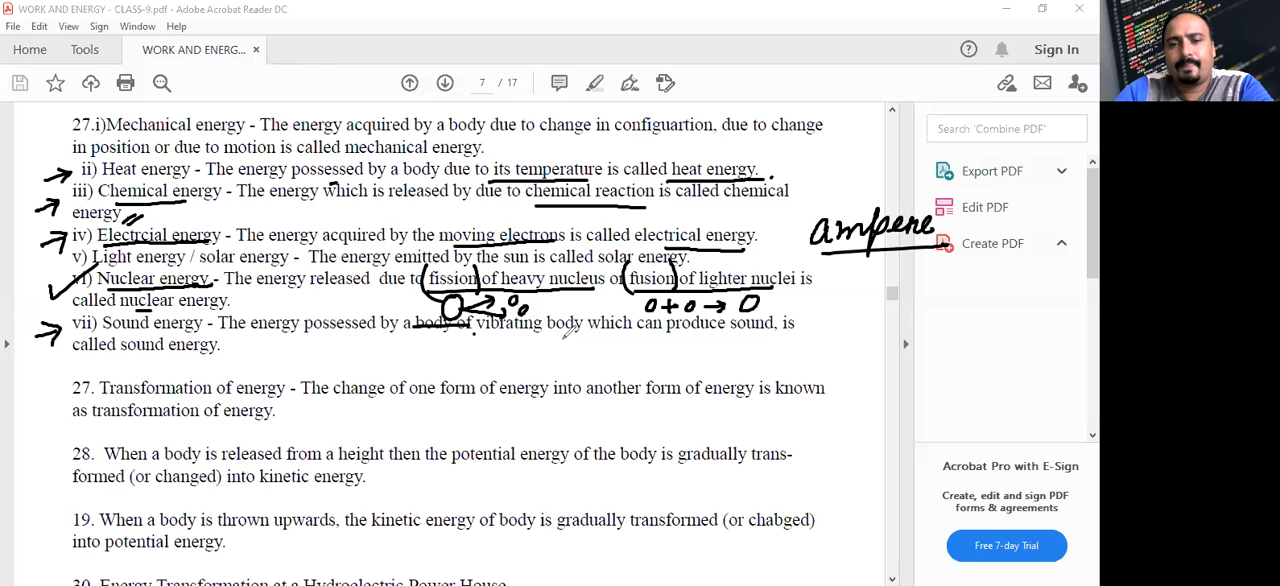 WORK AND ENERGY - CLASS-9.pdf - Adobe Acrobat Reader DC
File Edit View Sign Window Help
Home Tools WORK AND ENERG... × Sign In
7 / 17
27.i)Mechanical energy - The energy acquired by a body due to change in configuartion, due to change
in position or due to motion is called mechanical energy.
ii) Heat energy - The energy possessed by a body due to its temperature is called heat energy.
iii) Chemical energy - The energy which is released by due to chemical reaction is called chemical
energy
iv) Electrcial energy - The energy acquired by the moving electrons is called electrical energy.
ampere
v) Light energy / solar energy - The energy emitted by the sun is called solar energy.
vi) Nuclear energy - The energy released due to fission of heavy nucleus or fusion of lighter nuclei is
called nuclear energy.
0 + 0 → 0
vii) Sound energy - The energy possessed by a body of vibrating body which can produce sound, is
called sound energy.
27. Transformation of energy - The change of one form of energy into another form of energy is known
as transformation of energy.
28. When a body is released from a height then the potential energy of the body is gradually trans-
formed (or changed) into kinetic energy.
19. When a body is thrown upwards, the kinetic energy of body is gradually transformed (or chabged)
into potential energy.
30. Energy Transformation at a Hydroelectric Power House
Search 'Combine PDF'
Export PDF
Edit PDF
Create PDF
Acrobat Pro with E-Sign
Create, edit and sign PDF
forms & agreements
Free 7-day Trial